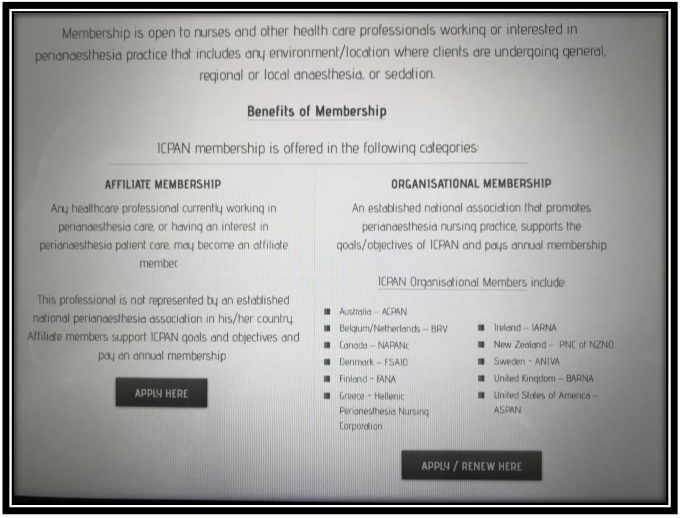 Membership is open to nurses and other health care professionals working or interested in
perianaesthesia practice that includes any environment/location where clients are undergoing general,
regional or local anaesthesia, or sedation.
Benefits of Membership
ICPAN membership is offered in the following categories:
AFFILIATE MEMBERSHIP
Any healthcare professional currently working in
perianaesthesia care, or having an interest in
perianaesthesia patient care, may become an affiliate
member
This professional is not represented by an established
national perianaesthesia association in his/her country.
Affiliate members support ICPAN goals and objectives and
pay an annual membership
APPLY HERE
ORGANISATIONAL MEMBERSHIP
An established national association that promotes
perianaesthesia nursing practice, supports the
goals/objectives of ICPAN and pays annual membership
ICPAN Organisational Members include:
Australia – ACPAN
Belgium/Netherlands – BRV
Canada – NAPANc
Denmark – FSAIO
Finland - FANA
Greece - Hellenic
Perianesthesia Nursing
Corporation
Ireland – IARNA
New Zealand – PNC of NZNO
Sweden - ANIVA
United Kingdom – BARNA
United States of America –
ASPAN
APPLY / RENEW HERE